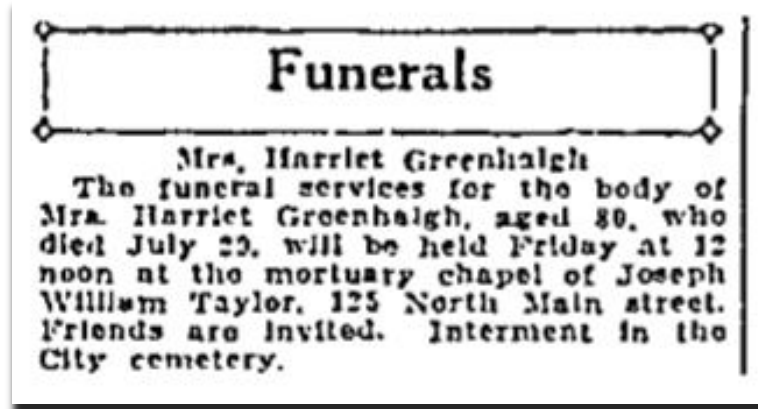 Funerals
Mrs. Harriet Greenhalgh
The funeral services for the body of
Mrs. Harriet Greenhalgh, aged 80, who
died July 29, will be held Friday at 12
noon at the mortuary chapel of Joseph
William Taylor, 125 North Main street.
Friends are invited. Interment in the
City cemetery.